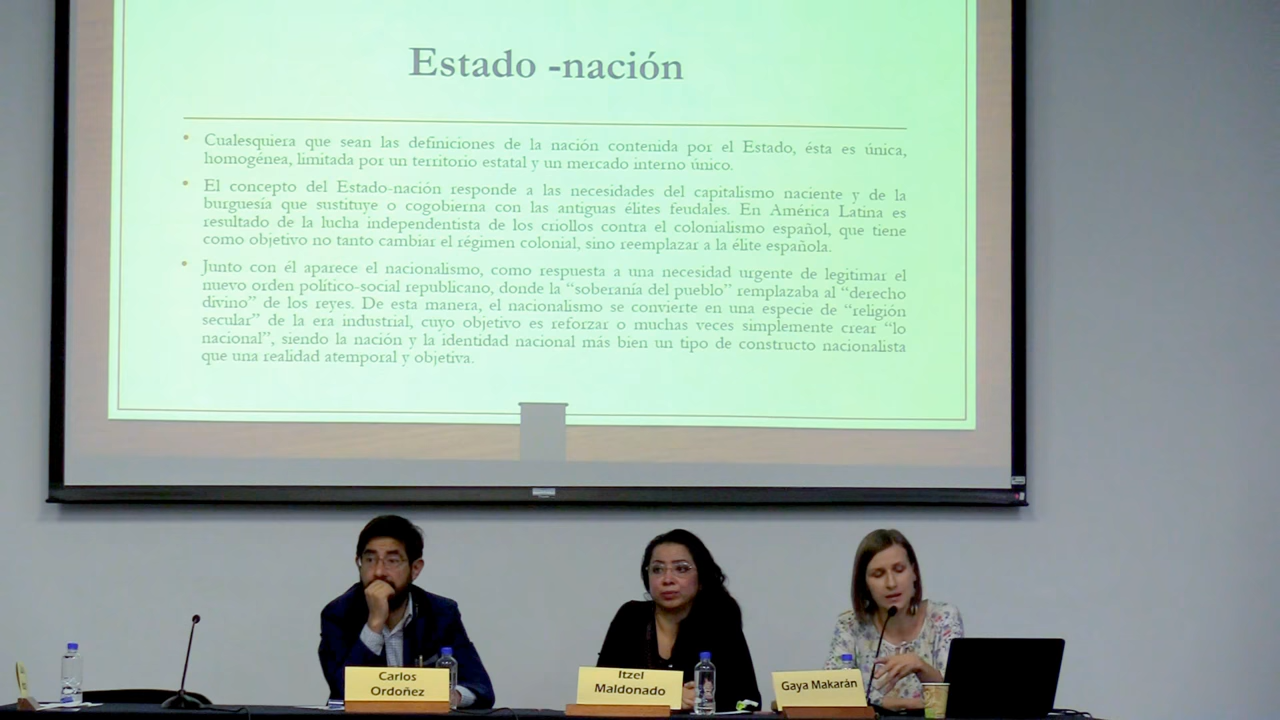 Estado -nación
• Cualesquiera que sean las definiciones de la nación contenida por el Estado, ésta es única,
homogénea, limitada por un territorio estatal y un mercado interno único.
• El concepto del Estado-nación responde a las necesidades del capitalismo naciente y de la
burguesía que sustituye o cogobierna con las antiguas élites feudales. En América Latina es
resultado de la lucha independentista de los criollos contra el colonialismo español, que tiene
como objetivo no tanto cambiar el régimen colonial, sino reemplazar a la élite española.
• Junto con él aparece el nacionalismo, como respuesta a una necesidad urgente de legitimar el
nuevo orden político-social republicano, donde la “soberanía del pueblo” remplazaba al “derecho
divino” de los reyes. De esta manera, el nacionalismo se convierte en una especie de “religión
secular” de la era industrial, cuyo objetivo es reforzar o muchas veces simplemente crear “lo
nacional”, siendo la nación y la identidad nacional más bien un tipo de constructo nacionalista
que una realidad atemporal y objetiva.
Carlos
Ordoñez
Itzel
Maldonado
Gaya Makarán